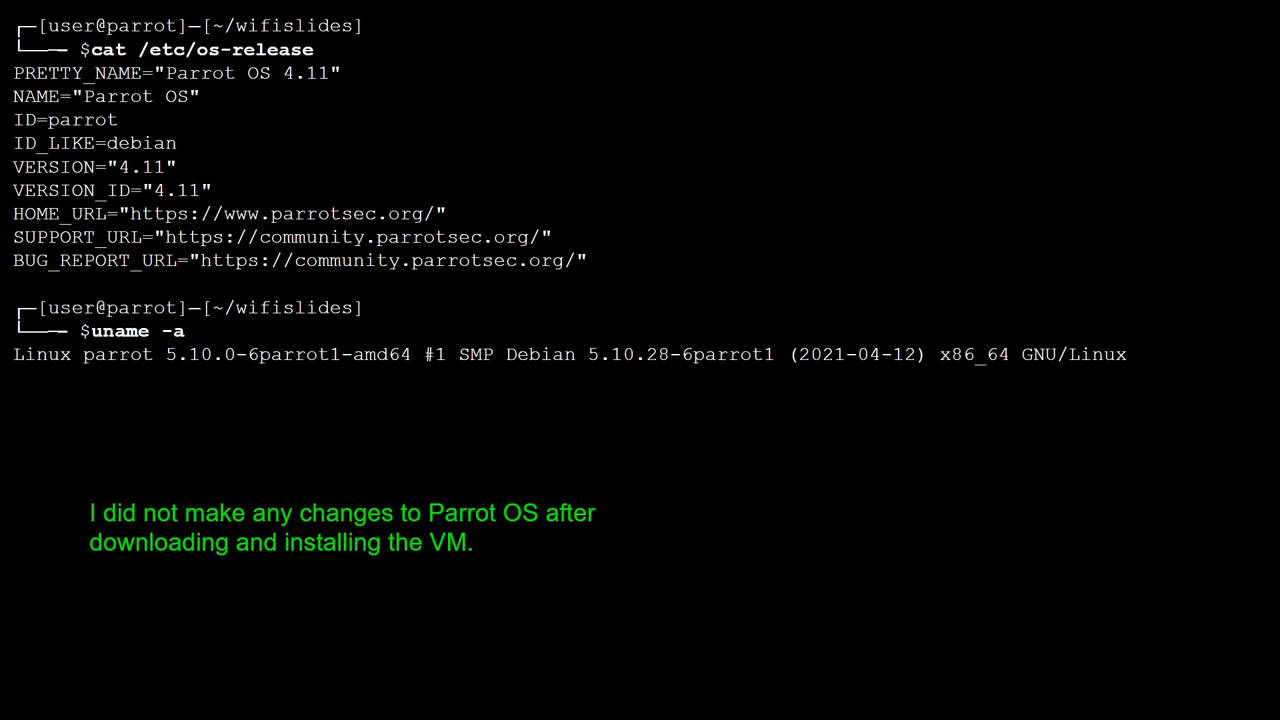 ┌─[user@parrot]─[~/wifislides]
└──── $cat /etc/os-release
PRETTY_NAME="Parrot OS 4.11"
NAME="Parrot OS"
ID=parrot
ID_LIKE=debian
VERSION="4.11"
VERSION_ID="4.11"
HOME_URL="https://www.parrotsec.org/"
SUPPORT_URL="https://community.parrotsec.org/"
BUG_REPORT_URL="https://community.parrotsec.org/"
┌─[user@parrot]─[~/wifislides]
└──── $uname -a
Linux parrot 5.10.0-6parrot1-amd64 #1 SMP Debian 5.10.28-6parrot1 (2021-04-12) x86_64 GNU/Linux
I did not make any changes to Parrot OS after
downloading and installing the VM.